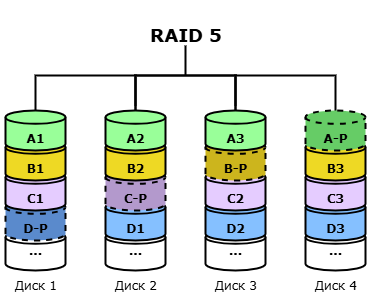 RAID 5
A1 A2 A3 A-P
B1 B2 B-P B3
C1 C-P C2 C3
D-P D1 D2 D3
... ... ... ...
Диск 1 Диск 2 Диск 3 Диск 4